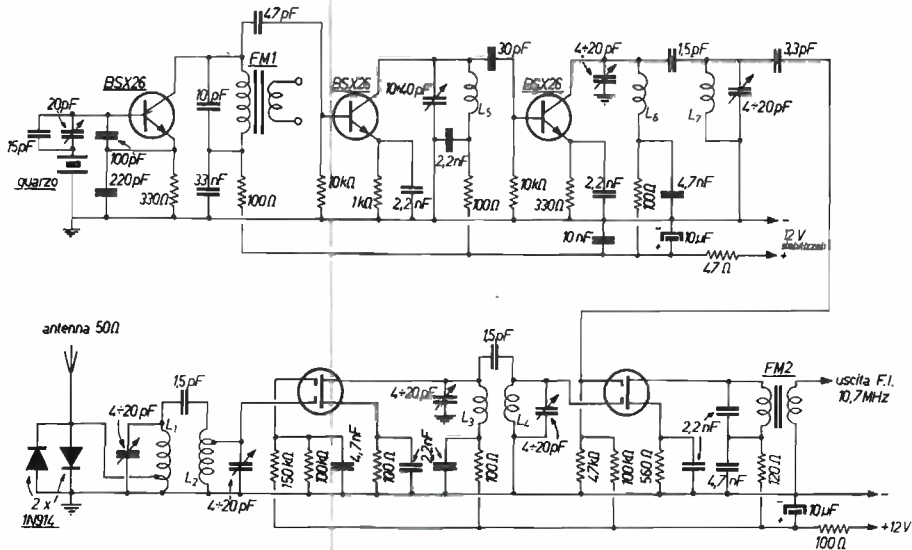 4,7pF
FM1
BSX26
20pF
15pF
quarzo
100pF
220pF
330Ω
10pF
33nF
100Ω
BSX26
10÷40pF
10kΩ
1kΩ
2,2nF
2,2nF
L5
100Ω
30pF
BSX26
10kΩ
330Ω
2,2nF
10nF
4÷20pF
L6
100Ω
4,7nF
10µF
1,5pF
L7
3,3pF
4÷20pF
-
12V
stabilizzati
+
4,7Ω
antenna 50Ω
2 x
1N914
4÷20pF
L1
1,5pF
L2
4÷20pF
150kΩ
100kΩ
4,7nF
100Ω
2,2nF
4÷20pF
L3
100Ω
1,5pF
L4
4÷20pF
47kΩ
100kΩ
560Ω
2,2nF
4,7nF
FM2
120Ω
uscita F.I.
10,7MHz
-
10µF
+12V
100Ω